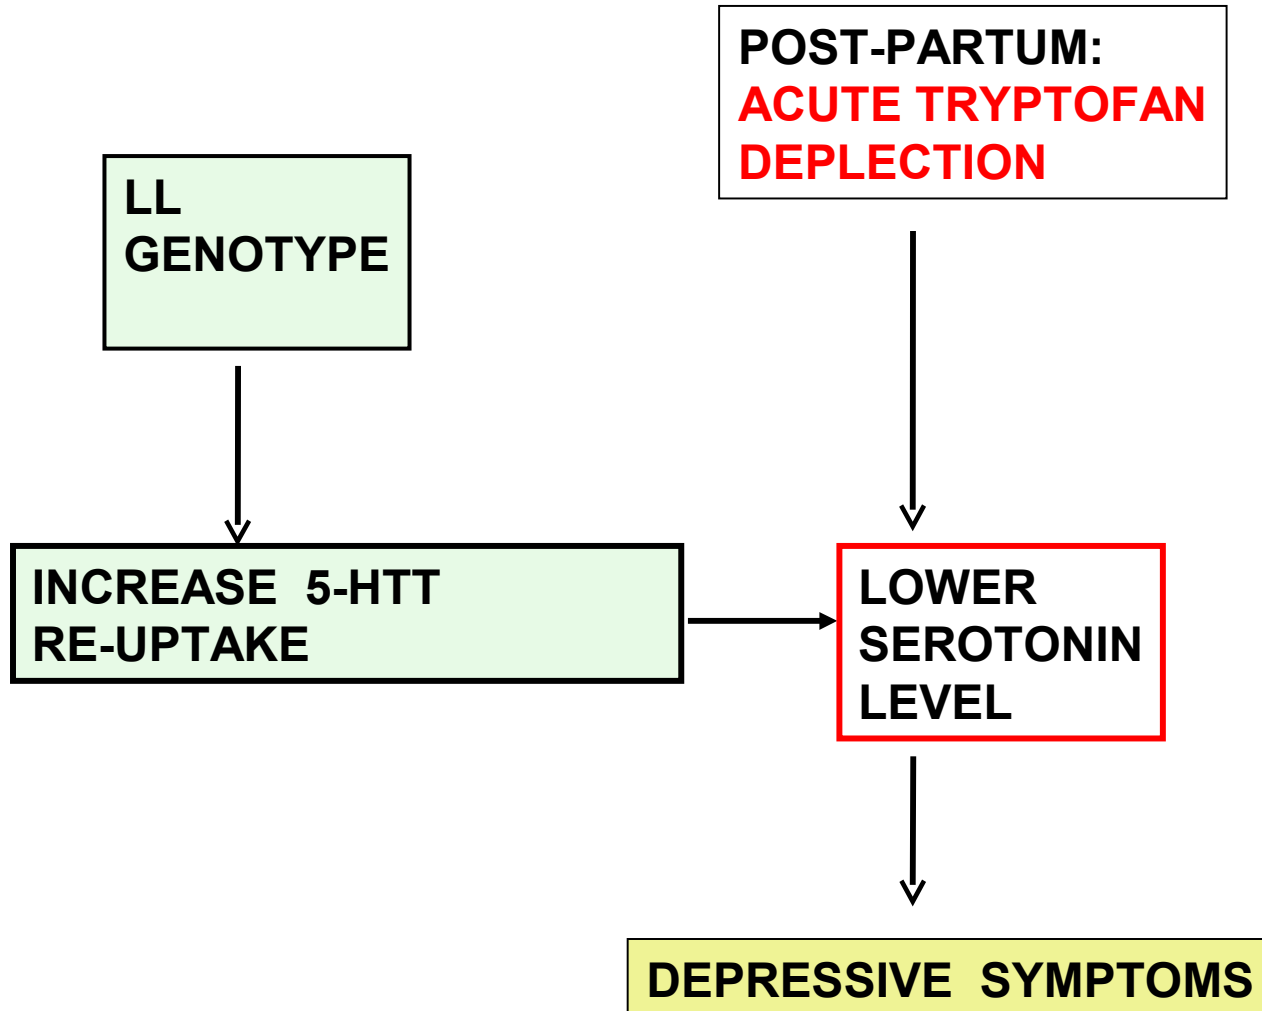 POST-PARTUM:
ACUTE TRYPTOFAN
DEPLECTION
LL
GENOTYPE
INCREASE 5-HTT
RE-UPTAKE
LOWER
SEROTONIN
LEVEL
DEPRESSIVE SYMPTOMS